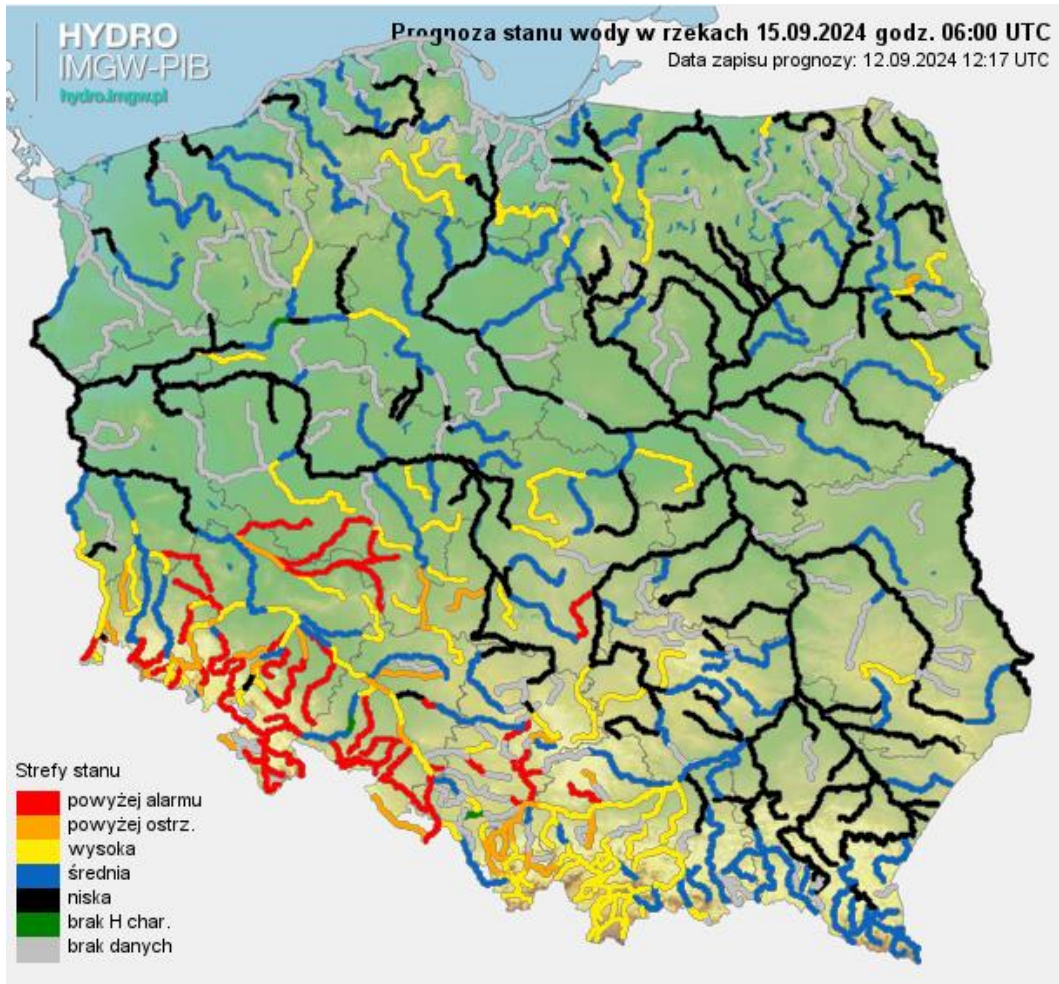 HYDRO
IMGW-PIB
hydro.imgw.pl
Prognoza stanu wody w rzekach 15.09.2024 godz. 06:00 UTC
Data zapisu prognozy: 12.09.2024 12:17 UTC
Strefy stanu
powyżej alarmu
powyżej ostrz.
wysoka
średnia
niska
brak H char.
brak danych